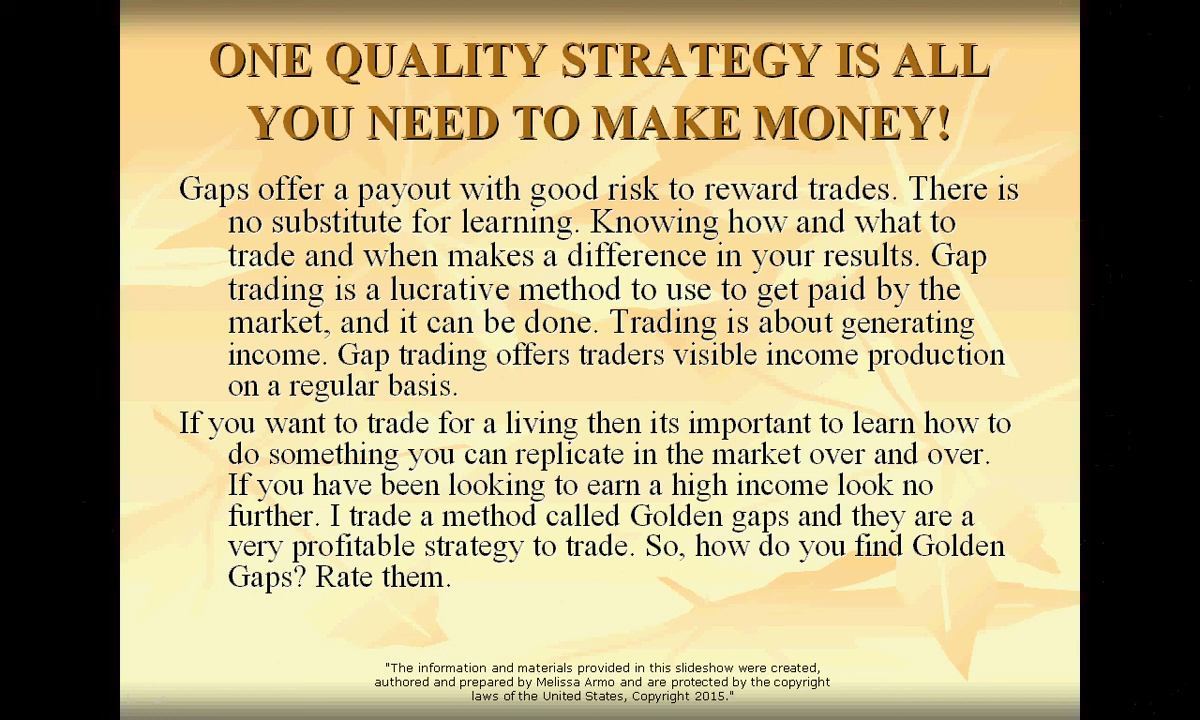 ONE QUALITY STRATEGY IS ALL
YOU NEED TO MAKE MONEY!
Gaps offer a payout with good risk to reward trades. There is
no substitute for learning. Knowing how and what to
trade and when makes a difference in your results. Gap
trading is a lucrative method to use to get paid by the
market, and it can be done. Trading is about generating
income. Gap trading offers traders visible income production
on a regular basis.
If you want to trade for a living then its important to learn how to
do something you can replicate in the market over and over.
If you have been looking to earn a high income look no
further. I trade a method called Golden gaps and they are a
very profitable strategy to trade. So, how do you find Golden
Gaps? Rate them.
"The information and materials provided in this slideshow were created,
authored and prepared by Melissa Armo and are protected by the copyright
laws of the United States, Copyright 2015."